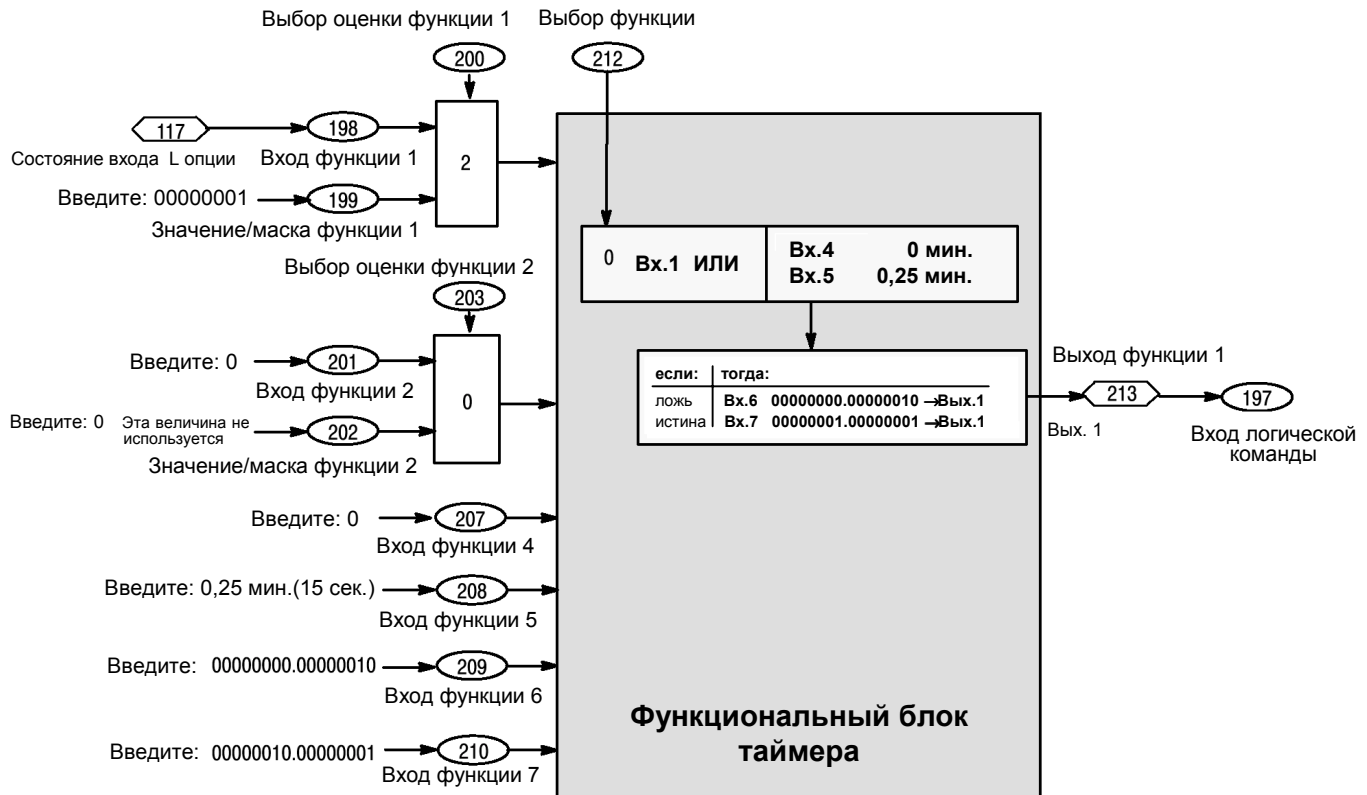 Выбор оценки функции 1
Выбор функции
200
212
117
198
2
Состояние входа L опции
Вход функции 1
Введите: 00000001
199
Значение/маска функции 1
0 Вх.1 ИЛИ
Вх.4 0 мин.
Вх.5 0,25 мин.
Выбор оценки функции 2
203
Введите: 0
201
Вход функции 2
0
Введите: 0
Эта величина не
используется
202
Значение/маска функции 2
если: тогда:
ложь Вх.6 00000000.00000010 →Вых.1
истина Вх.7 00000001.00000001 →Вых.1
Выход функции 1
213
197
Вых. 1
Вход логической
команды
Введите: 0
207
Вход функции 4
Введите: 0,25 мин.(15 сек.)
208
Вход функции 5
Введите: 00000000.00000010
209
Вход функции 6
Введите: 00000010.00000001
210
Вход функции 7
Функциональный блок
таймера